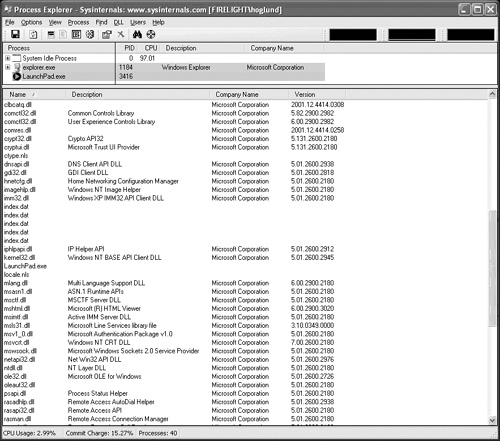 Process Explorer - Sysinternals: www.sysinternals.com [FIRELIGHT\hoglund]
File Options View Process Find DLL Users Help
Process PID CPU Description Company Name
System Idle Process 0 97.01
explorer.exe 1184 Windows Explorer Microsoft Corporation
LaunchPad.exe 3416
Name Description Company Name Version
clbcatq.dll Microsoft Corporation 2001.12.4414.0308
comctl32.dll Common Controls Library Microsoft Corporation 5.82.2900.2982
comctl32.dll User Experience Controls Library Microsoft Corporation 6.00.2900.2982
comres.dll Microsoft Corporation 2001.12.4414.0258
crypt32.dll Crypto API32 Microsoft Corporation 5.131.2600.2180
cryptui.dll Microsoft Trust UI Provider Microsoft Corporation 5.131.2600.2180
ctype.nls
dnsapi.dll DNS Client API DLL Microsoft Corporation 5.01.2600.2938
gdi32.dll GDI Client DLL Microsoft Corporation 5.01.2600.2818
hnetcfg.dll Home Networking Configuration Manager Microsoft Corporation 5.01.2600.2180
imagehlp.dll Windows NT Image Helper Microsoft Corporation 5.01.2600.2180
imm32.dll Windows XP IMM32 API Client DLL Microsoft Corporation 5.01.2600.2180
index.dat
index.dat
index.dat
index.dat
index.dat
iphlpapi.dll IP Helper API Microsoft Corporation 5.01.2600.2912
kernel32.dll Windows NT BASE API Client DLL Microsoft Corporation 5.01.2600.2945
LaunchPad.exe
locale.nls
mlang.dll Multi Language Support DLL Microsoft Corporation 6.00.2900.2180
msasn1.dll ASN.1 Runtime APIs Microsoft Corporation 5.01.2600.2180
msctf.dll MSCTF Server DLL Microsoft Corporation 5.01.2600.2180
mshtml.dll Microsoft (R) HTML Viewer Microsoft Corporation 6.00.2900.3020
msimtf.dll Active IMM Server DLL Microsoft Corporation 5.01.2600.2180
msls31.dll Microsoft Line Services library file Microsoft Corporation 3.10.0349.0000
msv1_0.dll Microsoft Authentication Package v1.0 Microsoft Corporation 5.01.2600.2180
msvcrt.dll Windows NT CRT DLL Microsoft Corporation 7.00.2600.2180
mswsock.dll Microsoft Windows Sockets 2.0 Service Provider Microsoft Corporation 5.01.2600.2180
netapi32.dll Net Win32 API DLL Microsoft Corporation 5.01.2600.2976
ntdll.dll NT Layer DLL Microsoft Corporation 5.01.2600.2180
ole32.dll Microsoft OLE for Windows Microsoft Corporation 5.01.2600.2726
oleaut32.dll Microsoft Corporation 5.01.2600.2180
psapi.dll Process Status Helper Microsoft Corporation 5.01.2600.2180
rasadhlp.dll Remote Access AutoDial Helper Microsoft Corporation 5.01.2600.2938
rasapi32.dll Remote Access API Microsoft Corporation 5.01.2600.2180
rasman.dll Remote Access Connection Manager Microsoft Corporation 5.01.2600.2180
CPU Usage: 2.99% Commit Charge: 15.27% Processes: 40